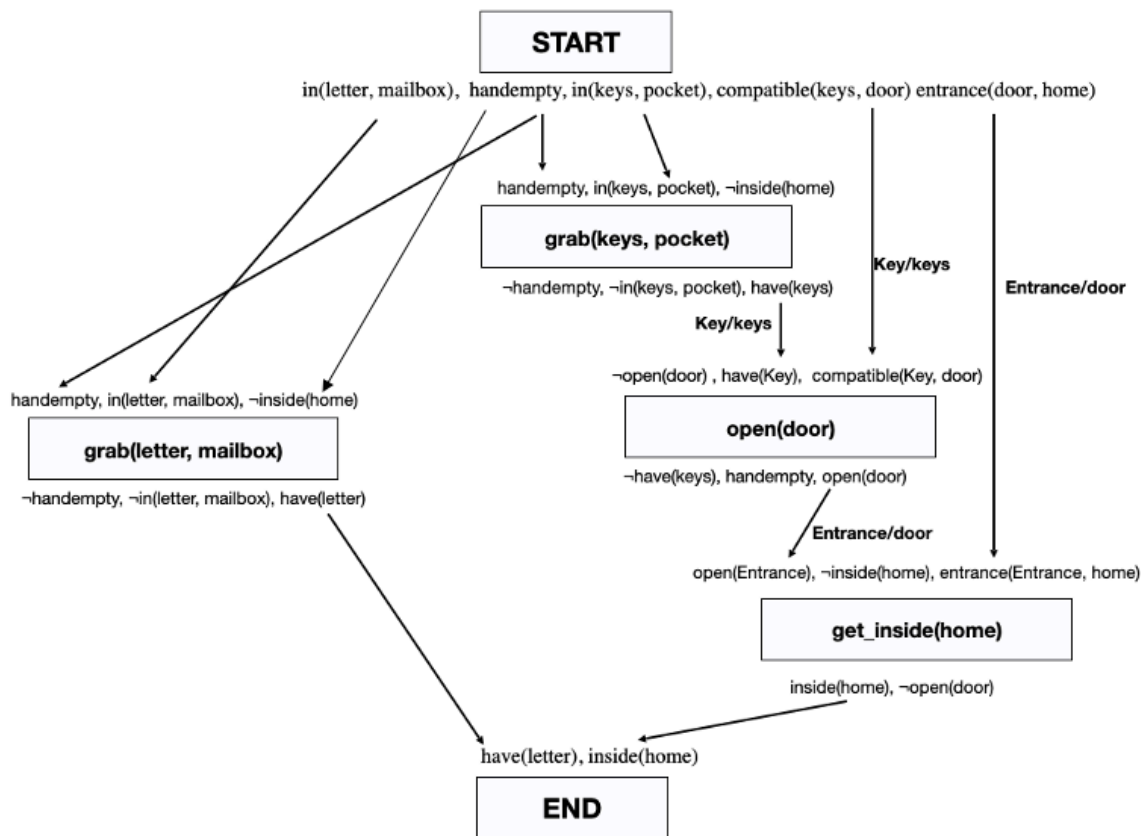 START
in(letter, mailbox), handempty, in(keys, pocket), compatible(keys, door) entrance(door, home)
handempty, in(keys, pocket), ¬inside(home)
grab(keys, pocket)
¬handempty, ¬in(keys, pocket), have(keys)
Key/keys
Entrance/door
Key/keys
¬open(door) , have(Key), compatible(Key, door)
open(door)
¬have(keys), handempty, open(door)
handempty, in(letter, mailbox), ¬inside(home)
grab(letter, mailbox)
¬handempty, ¬in(letter, mailbox), have(letter)
Entrance/door
open(Entrance), ¬inside(home), entrance(Entrance, home)
get_inside(home)
inside(home), ¬open(door)
have(letter), inside(home)
END